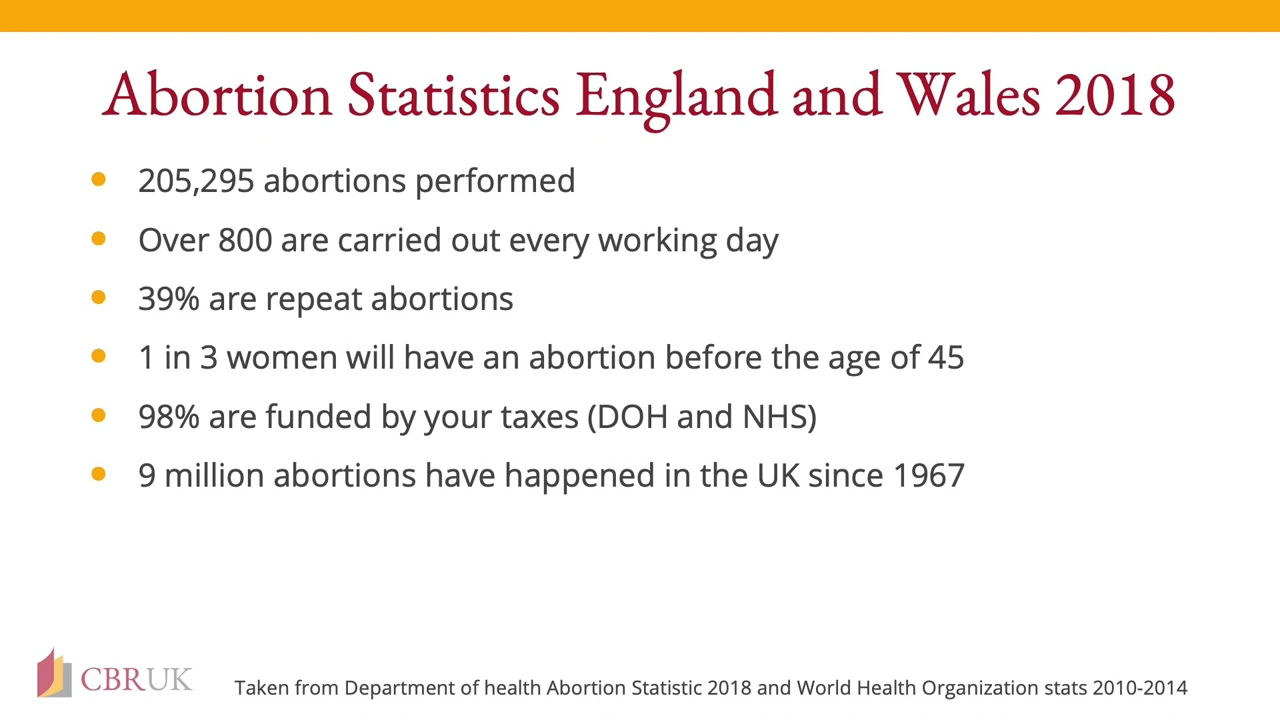 Abortion Statistics England and Wales 2018
• 205,295 abortions performed
• Over 800 are carried out every working day
• 39% are repeat abortions
• 1 in 3 women will have an abortion before the age of 45
• 98% are funded by your taxes (DOH and NHS)
• 9 million abortions have happened in the UK since 1967
CBRUK
Taken from Department of health Abortion Statistic 2018 and World Health Organization stats 2010-2014